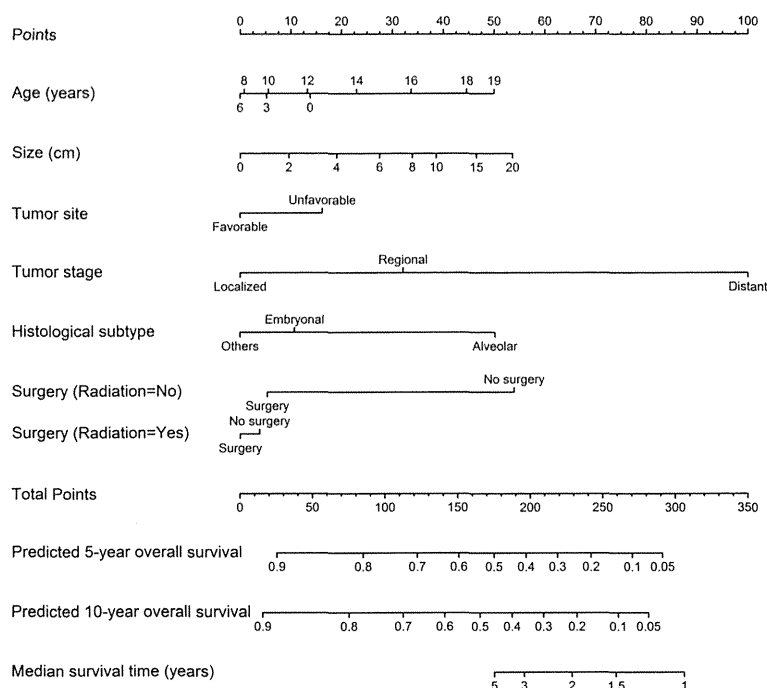 Points
0 10 20 30 40 50 60 70 80 90 100
Age (years)
8 10 12 14 16 18 19
6 3 0
Size (cm)
0 2 4 6 8 10 15 20
Tumor site
Unfavorable
Favorable
Tumor stage
Regional
Localized Distant
Histological subtype
Embryonal
Others Alveolar
Surgery (Radiation=No)
No surgery
Surgery
Surgery (Radiation=Yes)
No surgery
Surgery
Total Points
0 50 100 150 200 250 300 350
Predicted 5-year overall survival
0.9 0.8 0.7 0.6 0.5 0.4 0.3 0.2 0.1 0.05
Predicted 10-year overall survival
0.9 0.8 0.7 0.6 0.5 0.4 0.3 0.2 0.1 0.05
Median survival time (years)
5 3 2 1.5 1